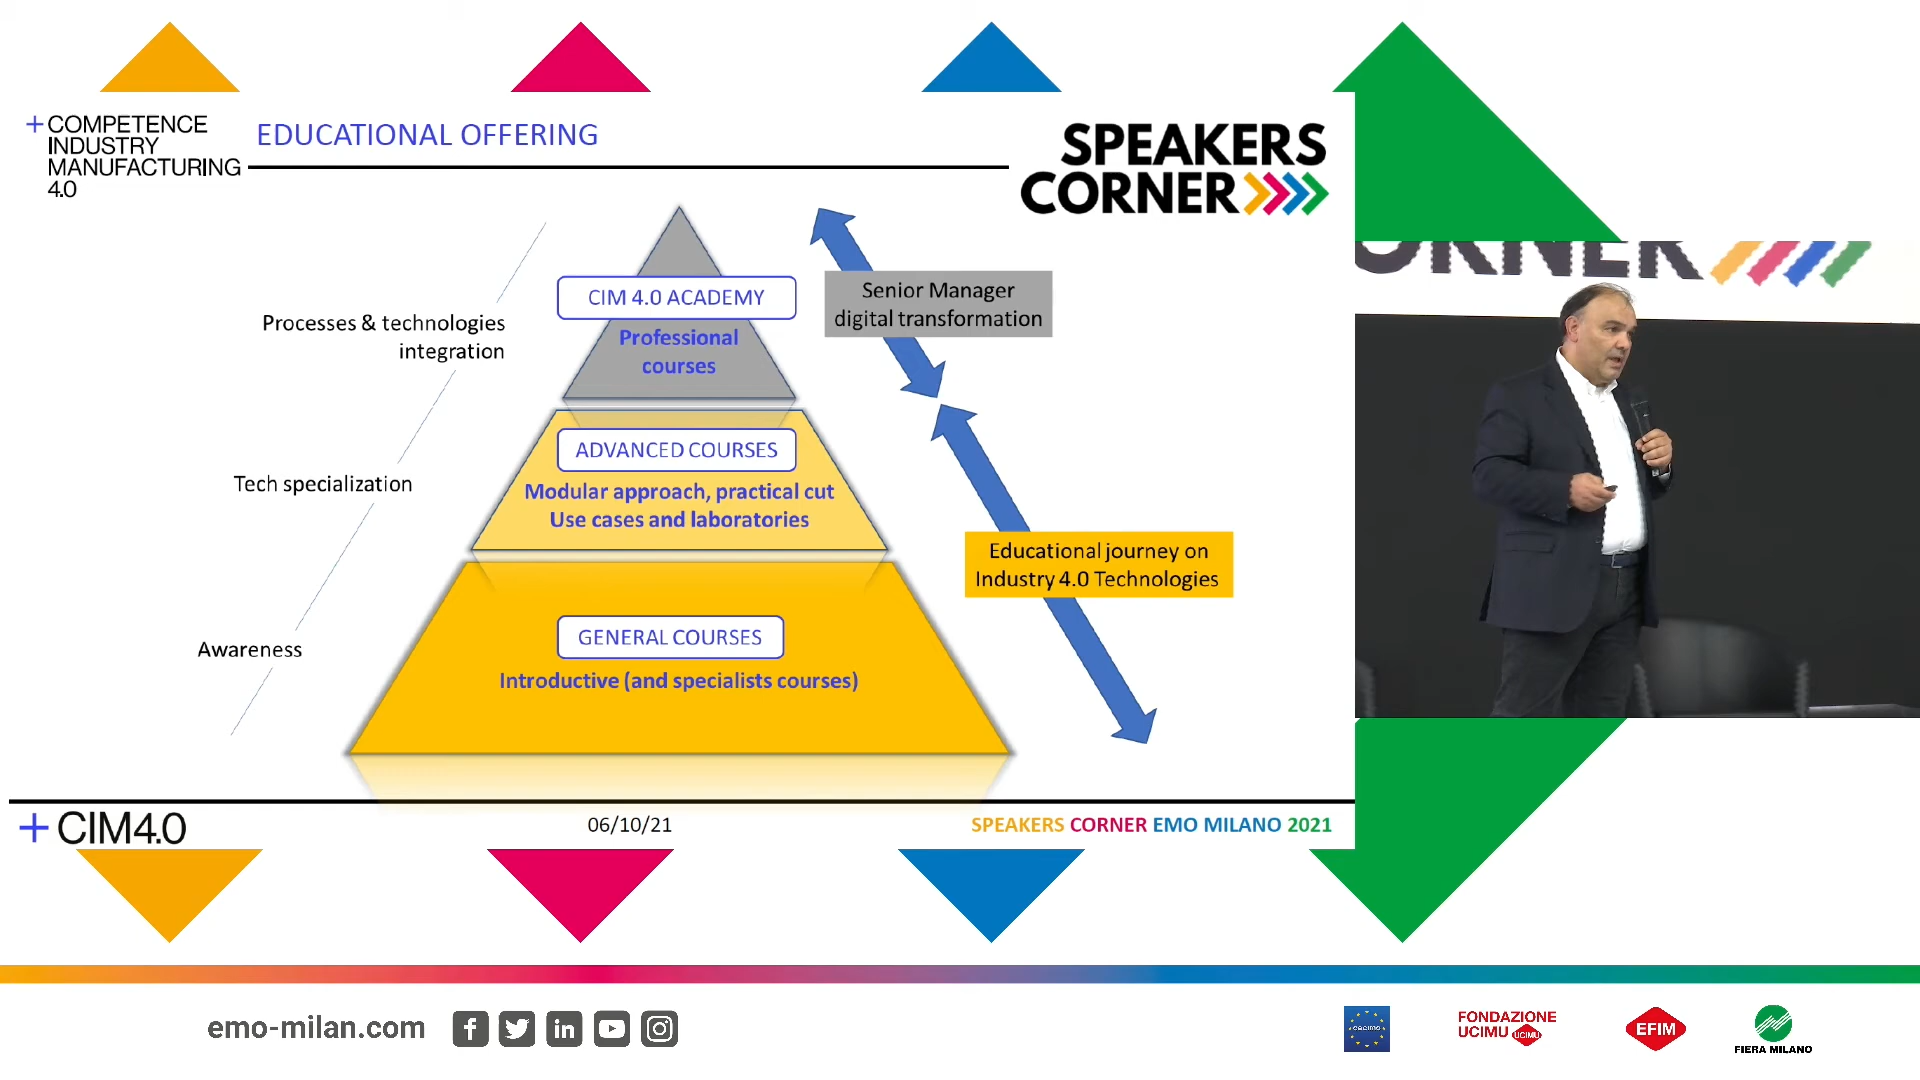 +COMPETENCE
INDUSTRY
MANUFACTURING
4.0
EDUCATIONAL OFFERING
SPEAKERS
CORNER
CORNER
Processes & technologies
integration
Tech specialization
Awareness
CIM 4.0 ACADEMY
Professional
courses
ADVANCED COURSES
Modular approach, practical cut
Use cases and laboratories
GENERAL COURSES
Introductive (and specialists courses)
Senior Manager
digital transformation
Educational journey on
Industry 4.0 Technologies
+CIM4.0
06/10/21
SPEAKERS CORNER EMO MILANO 2021
emo-milan.com
cecimo
FONDAZIONE
UCIMU
UCIMU
EFIM
FIERA MILANO